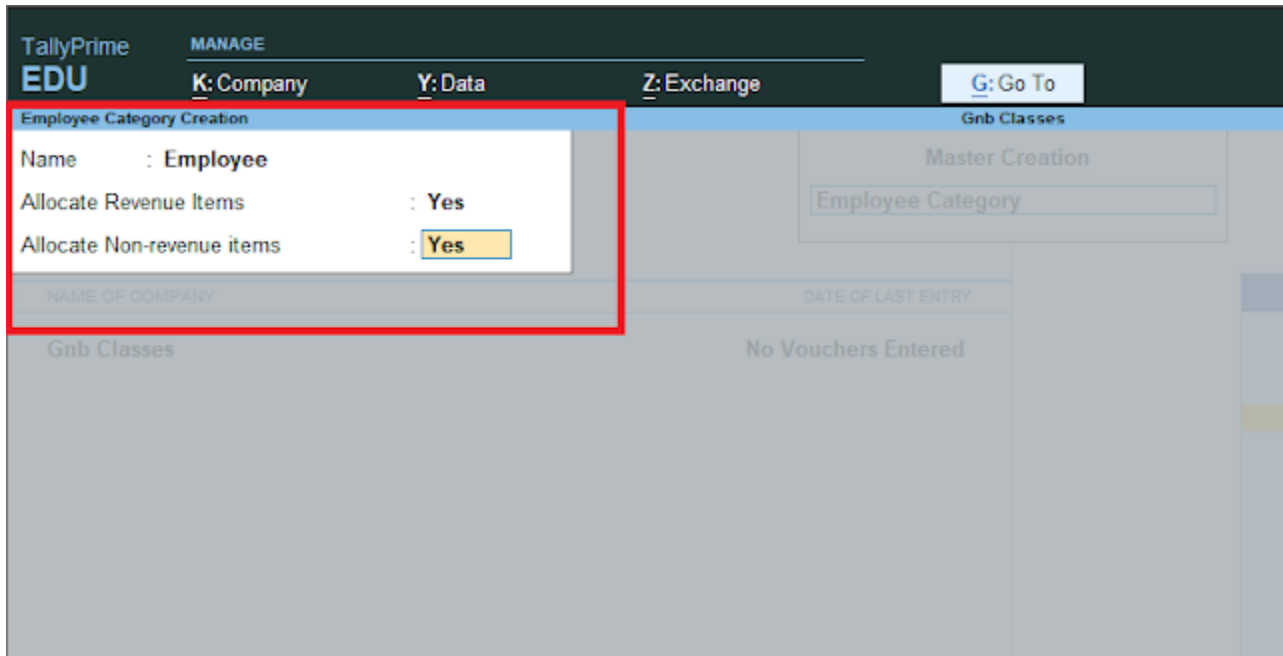 TallyPrime MANAGE
EDU K: Company Y: Data Z: Exchange G: Go To
Employee Category Creation Gnb Classes
Name : Employee Master Creation
Allocate Revenue Items : Yes Employee Category
Allocate Non-revenue items : Yes
NAME OF COMPANY DATE OF LAST ENTRY
Gnb Classes No Vouchers Entered